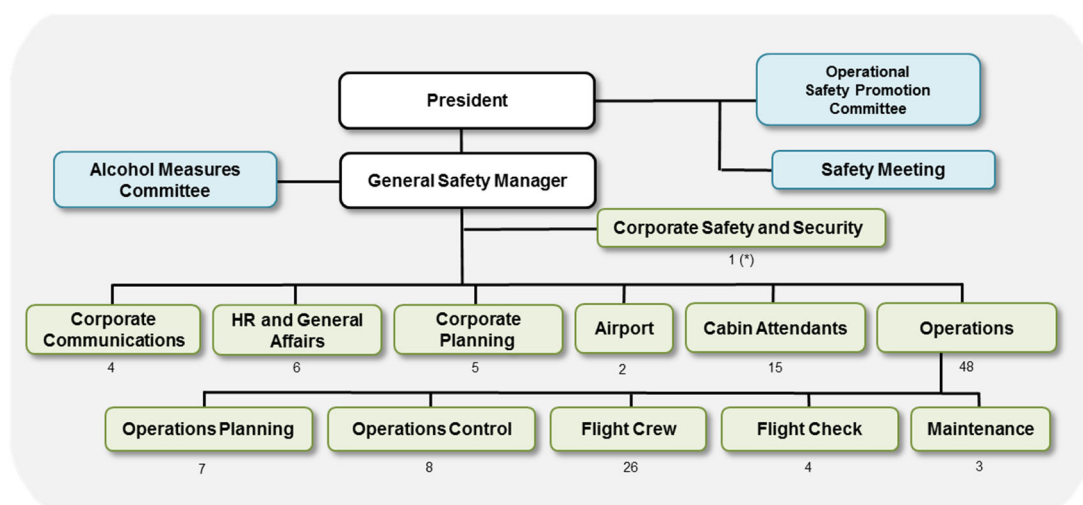 President
Operational
Safety Promotion
Committee
Alcohol Measures
Committee
General Safety Manager
Safety Meeting
Corporate Safety and Security
1 (*)
Corporate
Communications
4
HR and General
Affairs
6
Corporate
Planning
5
Airport
2
Cabin Attendants
15
Operations
48
Operations Planning
7
Operations Control
8
Flight Crew
26
Flight Check
4
Maintenance
3